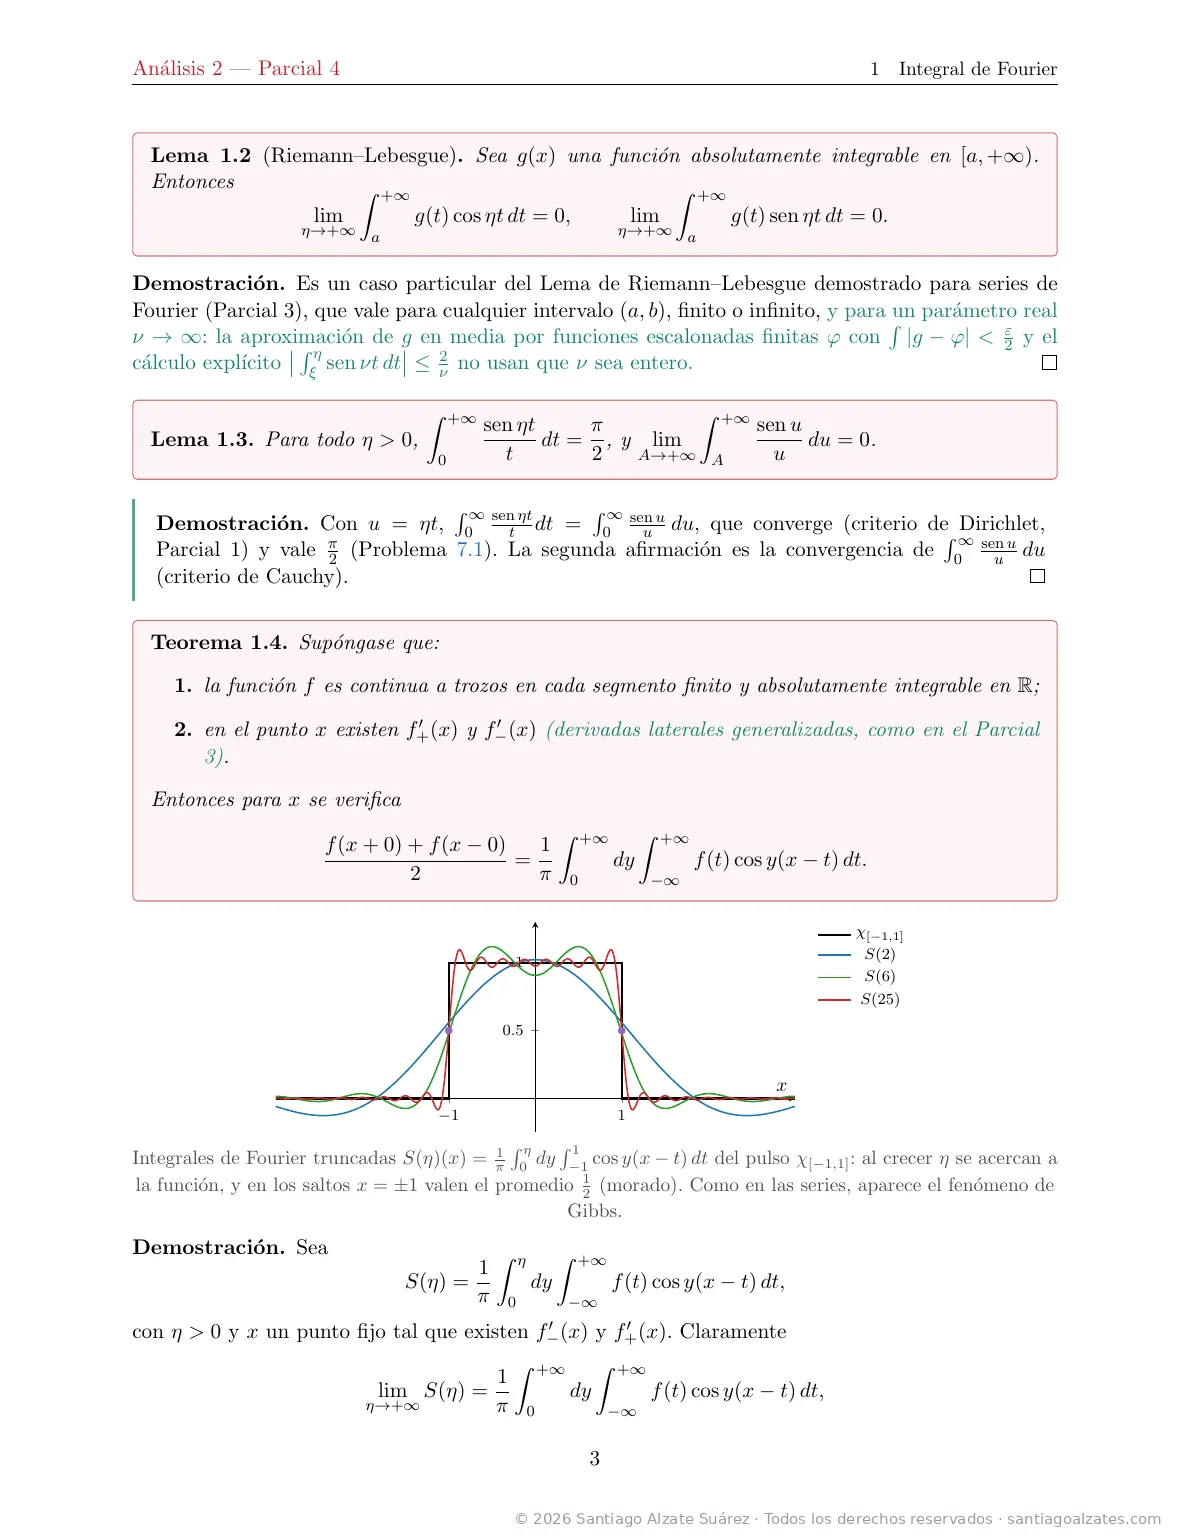 Análisis 2 — Parcial 4
1 Integral de Fourier
Lema 1.2 (Riemann–Lebesgue). Sea g(x) una función absolutamente integrable en [a, +∞).
Entonces
lim_{η→+∞} ∫_a^{+∞} g(t) cos ηt dt = 0, lim_{η→+∞} ∫_a^{+∞} g(t) sen ηt dt = 0.
Demostración. Es un caso particular del Lema de Riemann–Lebesgue demostrado para series de
Fourier (Parcial 3), que vale para cualquier intervalo (a, b), finito o infinito, y para un parámetro real
ν → ∞: la aproximación de g en media por funciones escalonadas finitas φ con ∫ |g − φ| < ε/2 y el
cálculo explícito |∫_ξ^η sen νt dt| ≤ 2/ν no usan que ν sea entero. □
Lema 1.3. Para todo η > 0, ∫_0^{+∞} (sen ηt)/t dt = π/2, y lim_{A→+∞} ∫_A^{+∞} (sen u)/u du = 0.
Demostración. Con u = ηt, ∫_0^∞ (sen ηt)/t dt = ∫_0^∞ (sen u)/u du, que converge (criterio de Dirichlet,
Parcial 1) y vale π/2 (Problema 7.1). La segunda afirmación es la convergencia de ∫_0^∞ (sen u)/u du
(criterio de Cauchy). □
Teorema 1.4. Supóngase que:
1. la función f es continua a trozos en cada segmento finito y absolutamente integrable en ℝ;
2. en el punto x existen f′₊(x) y f′₋(x) (derivadas laterales generalizadas, como en el Parcial
3).
Entonces para x se verifica
(f(x + 0) + f(x − 0))/2 = 1/π ∫_0^{+∞} dy ∫_{−∞}^{+∞} f(t) cos y(x − t) dt.
χ_{[−1,1]}
S(2)
S(6)
S(25)
1
0.5
x
−1
1
Integrales de Fourier truncadas S(η)(x) = 1/π ∫_0^η dy ∫_{−1}^1 cos y(x − t) dt del pulso χ_{[−1,1]}: al crecer η se acercan a
la función, y en los saltos x = ±1 valen el promedio 1/2 (morado). Como en las series, aparece el fenómeno de
Gibbs.
Demostración. Sea
S(η) = 1/π ∫_0^η dy ∫_{−∞}^{+∞} f(t) cos y(x − t) dt,
con η > 0 y x un punto fijo tal que existen f′₋(x) y f′₊(x). Claramente
lim_{η→+∞} S(η) = 1/π ∫_0^{+∞} dy ∫_{−∞}^{+∞} f(t) cos y(x − t) dt,
3
© 2026 Santiago Alzate Suárez · Todos los derechos reservados · santiagoalzates.com